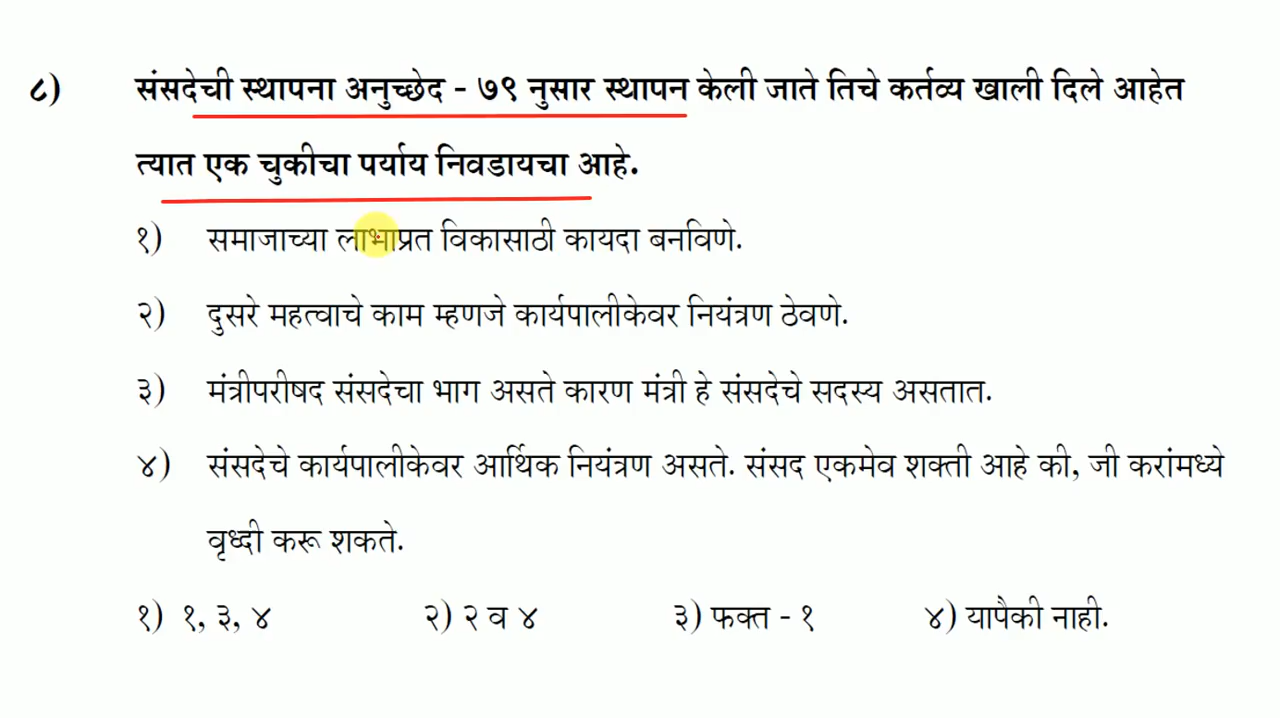 ८) संसदेची स्थापना अनुच्छेद - ७९ नुसार स्थापन केली जाते तिचे कर्तव्य खाली दिले आहेत
त्यात एक चुकीचा पर्याय निवडायचा आहे.
१) समाजाच्या लाभाप्रत विकासाठी कायदा बनविणे.
२) दुसरे महत्वाचे काम म्हणजे कार्यपालीकेवर नियंत्रण ठेवणे.
३) मंत्रीपरीषद संसदेचा भाग असते कारण मंत्री हे संसदेचे सदस्य असतात.
४) संसदेचे कार्यपालीकेवर आर्थिक नियंत्रण असते. संसद एकमेव शक्ती आहे की, जी करांमध्ये
वृध्दी करू शकते.
१) १, ३, ४ २) २ व ४ ३) फक्त - १ ४) यापैकी नाही.